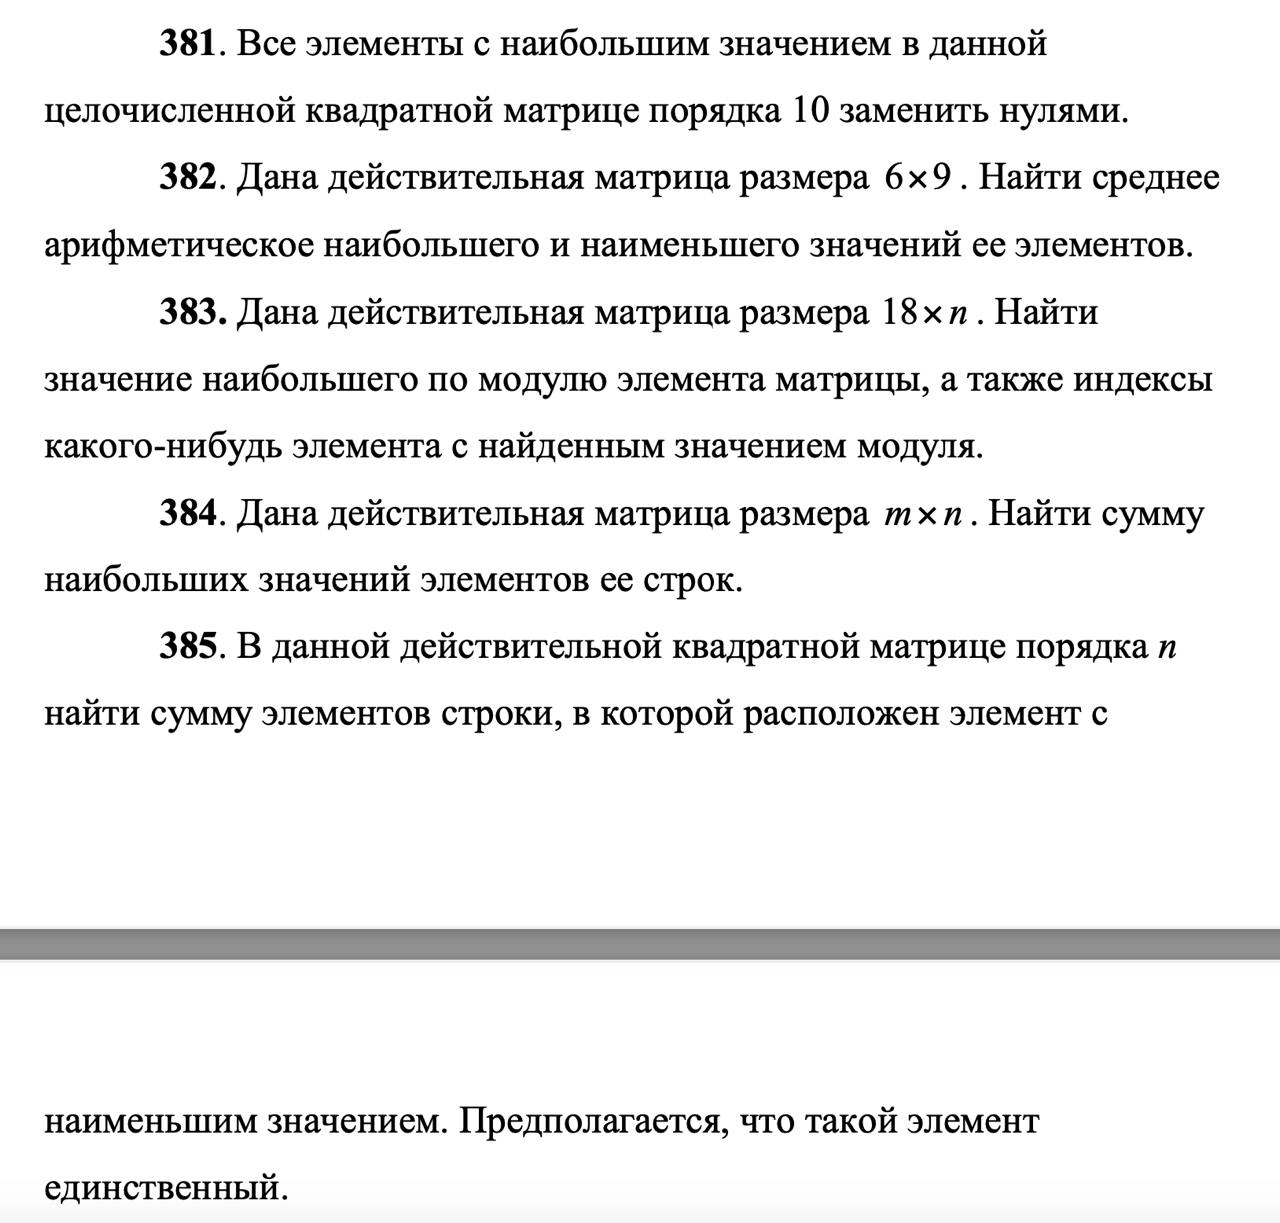 381. Все элементы с наибольшим значением в данной
целочисленной квадратной матрице порядка 10 заменить нулями.
382. Дана действительная матрица размера 6×9. Найти среднее
арифметическое наибольшего и наименьшего значений ее элементов.
383. Дана действительная матрица размера 18×n. Найти
значение наибольшего по модулю элемента матрицы, а также индексы
какого-нибудь элемента с найденным значением модуля.
384. Дана действительная матрица размера m×n. Найти сумму
наибольших значений элементов ее строк.
385. В данной действительной квадратной матрице порядка n
найти сумму элементов строки, в которой расположен элемент с
наименьшим значением. Предполагается, что такой элемент
единственный.